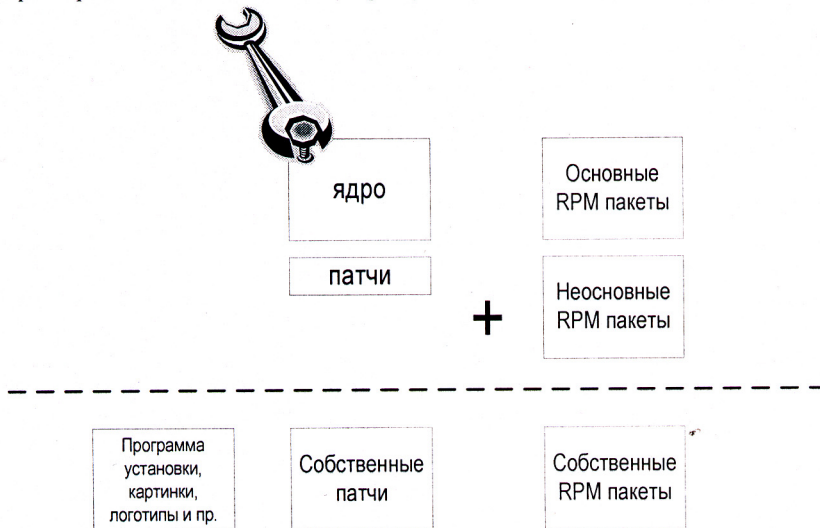 ядро
Основные
RPM пакеты
патчи
+
Неосновные
RPM пакеты
Программа
установки,
картинки,
логотипы и пр.
Собственные
патчи
Собственные
RPM пакеты